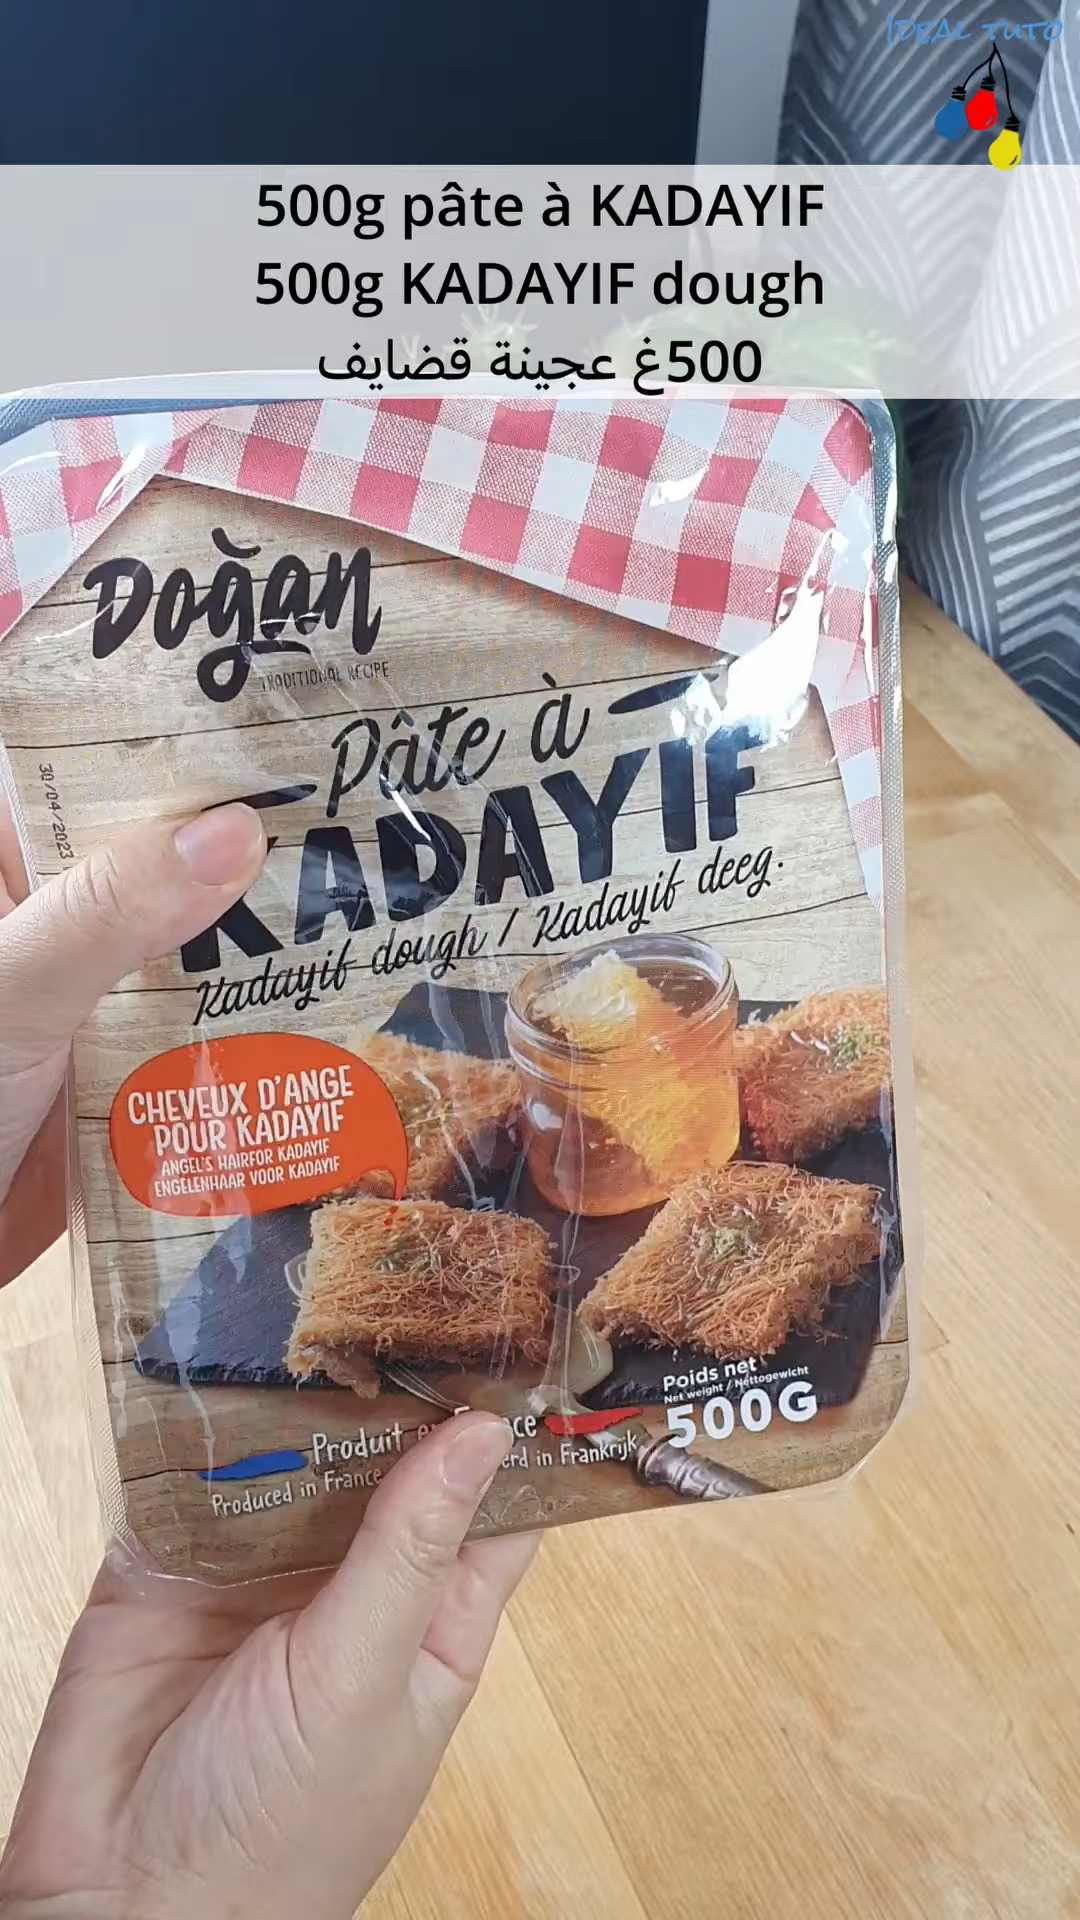 IDEAL TUTO
500g pâte à KADAYIF
500g KADAYIF dough
500غ عجينة قضايف
Doğan
TRADITIONAL RECIPE
Pâte à
KADAYIF
Kadayif dough / Kadayif deeg.
30/04/2023
CHEVEUX D'ANGE
POUR KADAYIF
ANGEL'S HAIRFOR KADAYIF
ENGELENHAAR VOOR KADAYIF
Poids net
Net weight / Nettogewicht
500G
Produit
Produced in France
in Frankrijk